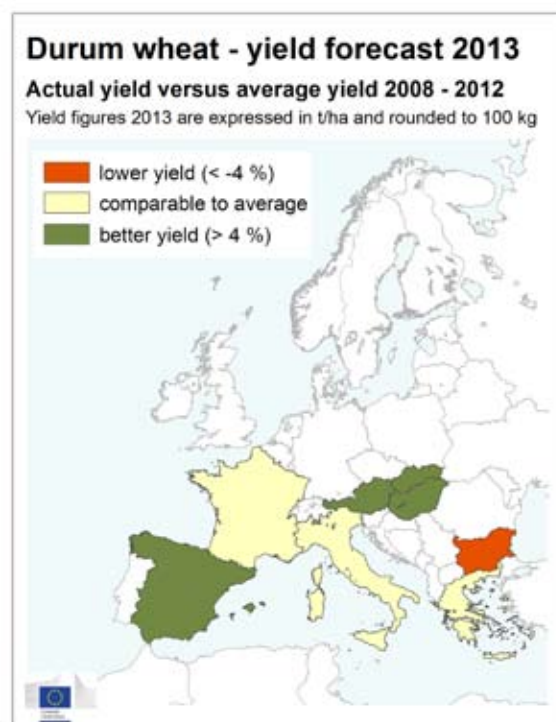 Durum wheat - yield forecast 2013
Actual yield versus average yield 2008 - 2012
Yield figures 2013 are expressed in t/ha and rounded to 100 kg
lower yield (< -4 %)
comparable to average
better yield (> 4 %)